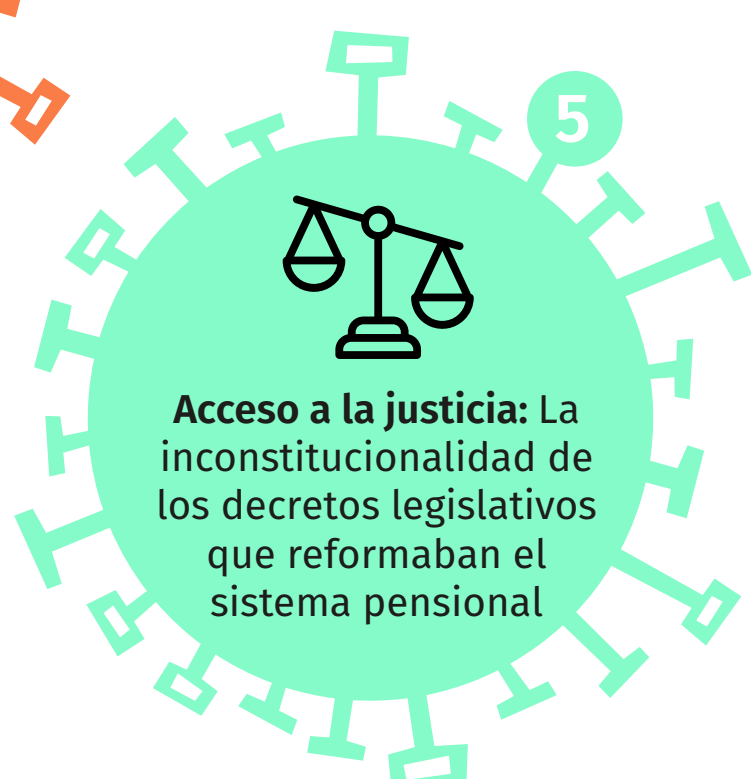 5
Acceso a la justicia: La
inconstitucionalidad de
los decretos legislativos
que reformaban el
sistema pensional